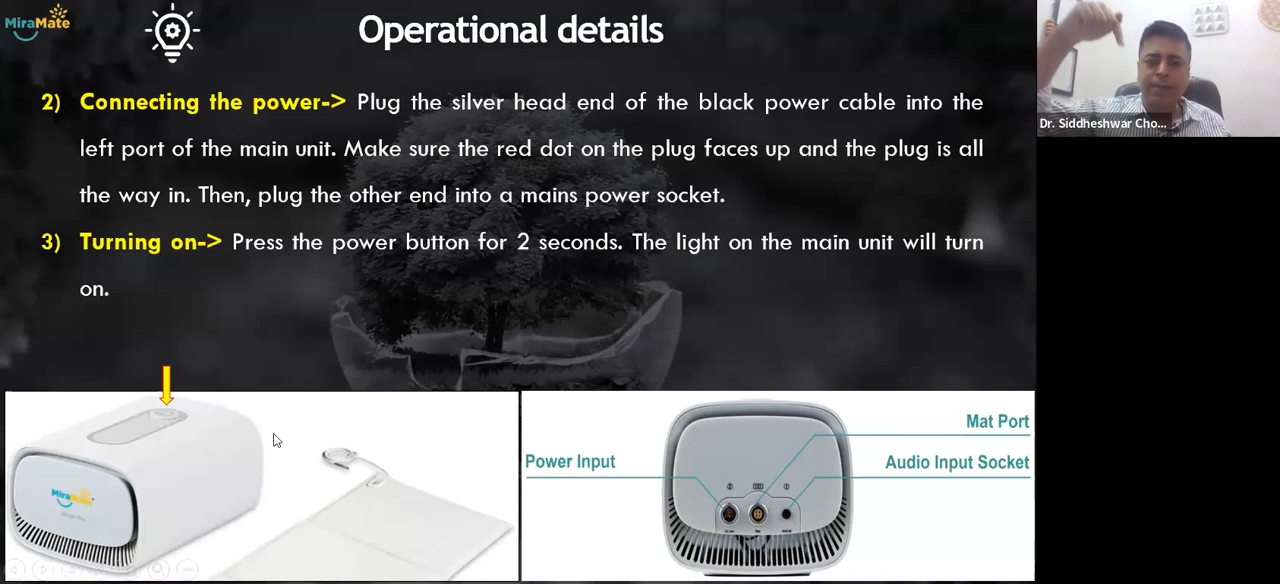 MiraMate
Operational details
2) Connecting the power-> Plug the silver head end of the black power cable into the
left port of the main unit. Make sure the red dot on the plug faces up and the plug is all
the way in. Then, plug the other end into a mains power socket.
3) Turning on-> Press the power button for 2 seconds. The light on the main unit will turn
on.
Dr. Siddheshwar Cho...
MiraMate
Mat Port
Power Input
Audio Input Socket